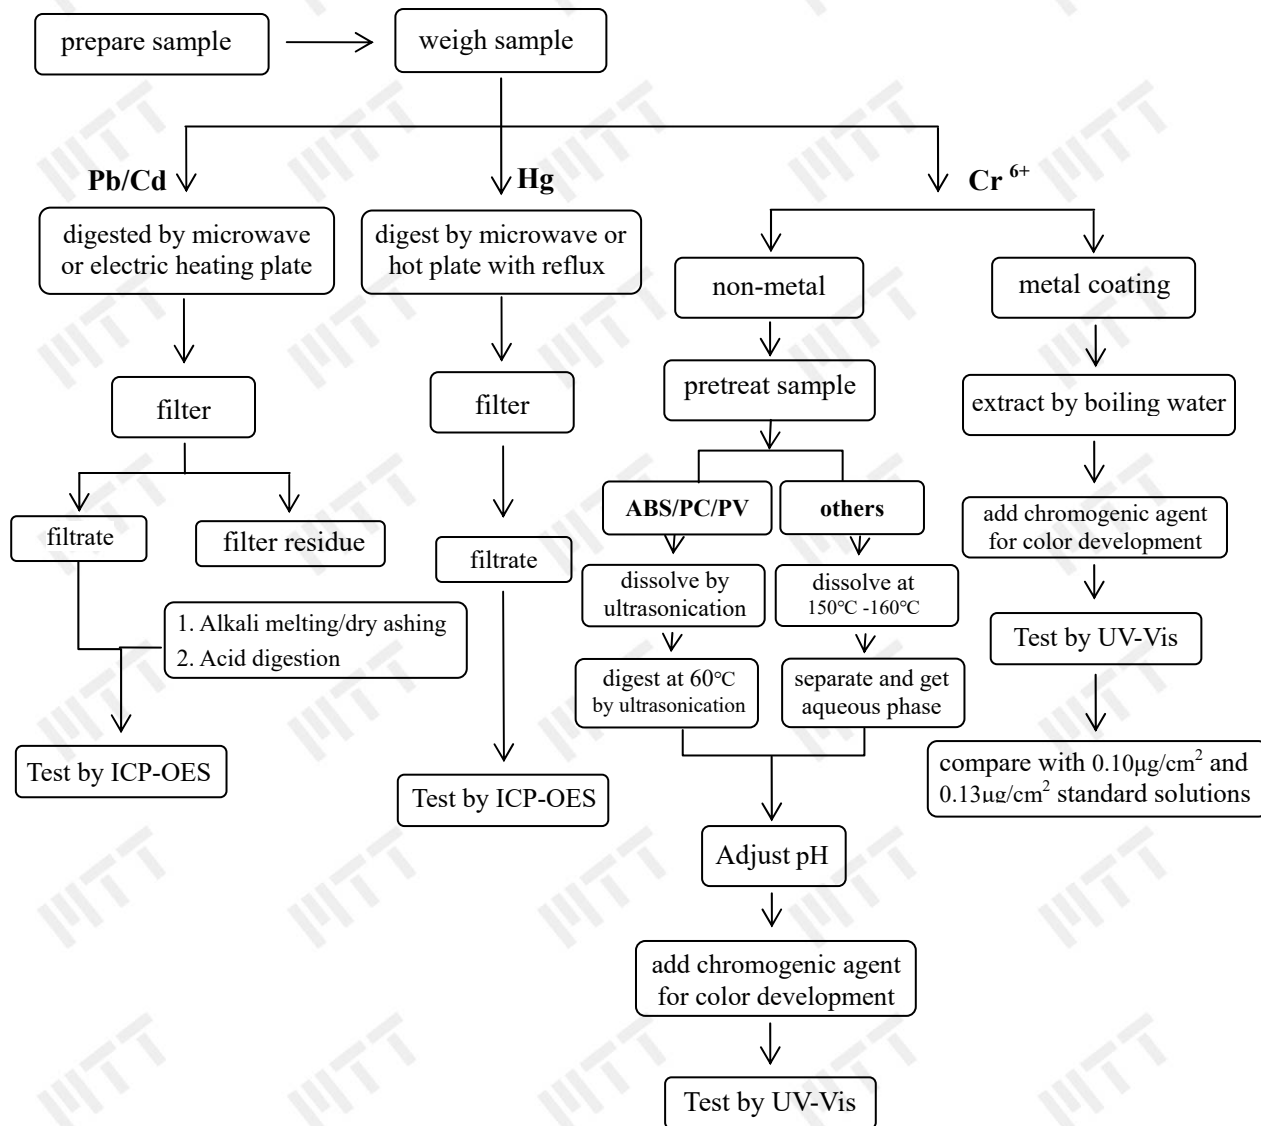 prepare sample
weigh sample
Pb/Cd
Hg
Cr 6+
digested by microwave
or electric heating plate
digest by microwave or
hot plate with reflux
non-metal
metal coating
filter
filter
pretreat sample
extract by boiling water
filtrate
filter residue
filtrate
ABS/PC/PV
others
add chromogenic agent
for color development
1. Alkali melting/dry ashing
2. Acid digestion
dissolve by
ultrasonication
dissolve at
150°C -160°C
Test by UV-Vis
digest at 60°C
by ultrasonication
separate and get
aqueous phase
Test by ICP-OES
Test by ICP-OES
compare with 0.10μg/cm² and
0.13μg/cm² standard solutions
Adjust pH
add chromogenic agent
for color development
Test by UV-Vis
MTT